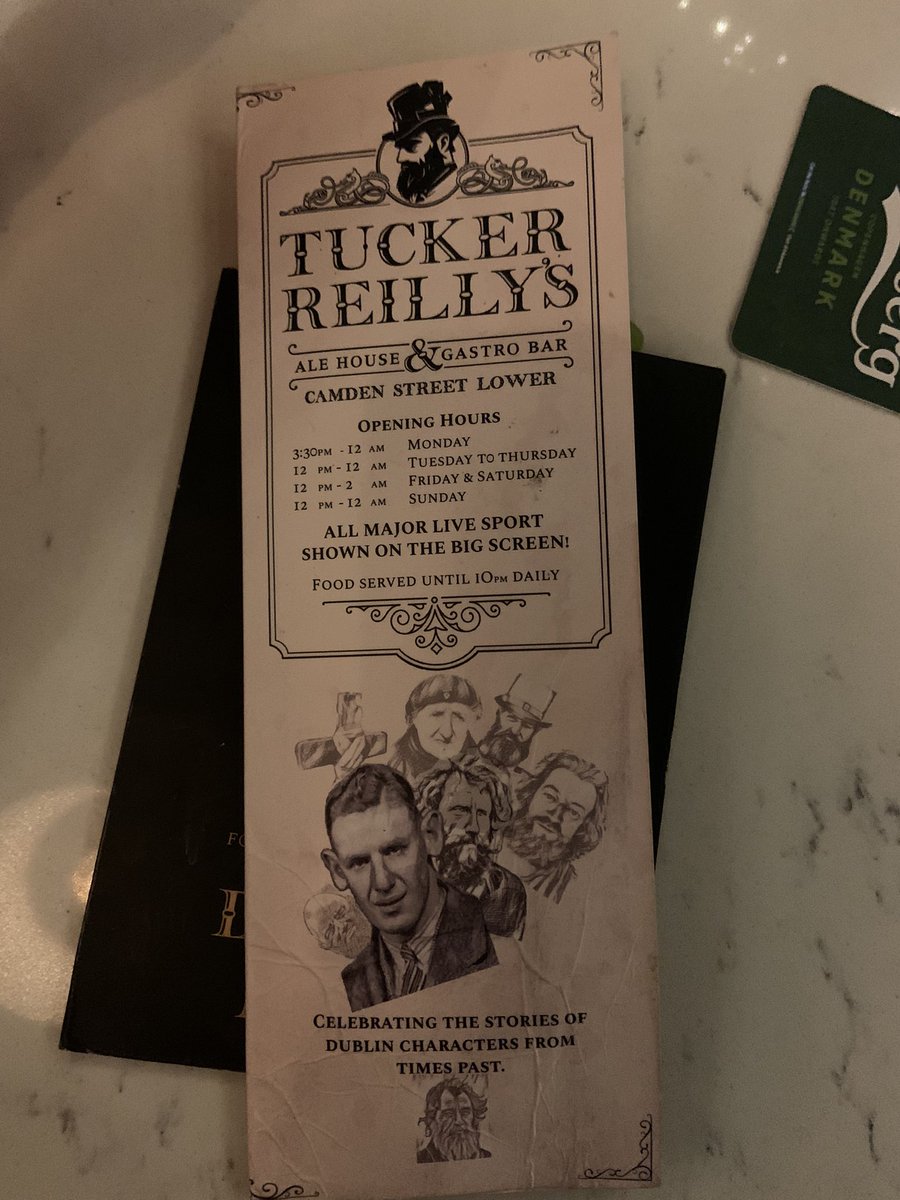 TUCKER
REILLY'S
ALE HOUSE & GASTRO BAR
CAMDEN STREET LOWER
OPENING HOURS
3:30PM - 12 AM MONDAY
12 PM - 12 AM TUESDAY TO THURSDAY
12 PM - 2 AM FRIDAY & SATURDAY
12 PM - 12 AM SUNDAY
ALL MAJOR LIVE SPORT
SHOWN ON THE BIG SCREEN!
FOOD SERVED UNTIL 10PM DAILY
CELEBRATING THE STORIES OF
DUBLIN CHARACTERS FROM
TIMES PAST.
DENMARK
COPENHAGEN
DENMARK